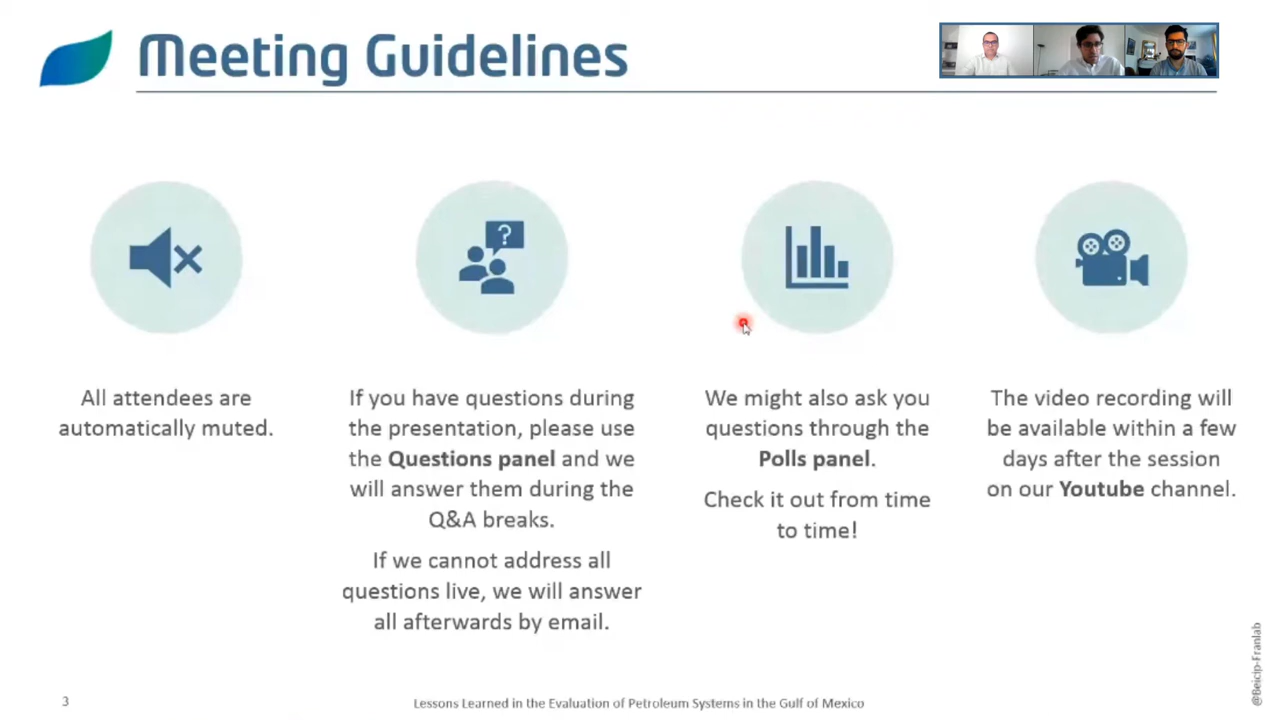 Meeting Guidelines
?
All attendees are
automatically muted.
If you have questions during
the presentation, please use
the Questions panel and we
will answer them during the
Q&A breaks.
If we cannot address all
questions live, we will answer
all afterwards by email.
We might also ask you
questions through the
Polls panel.
Check it out from time
to time!
The video recording will
be available within a few
days after the session
on our Youtube channel.
3
Lessons Learned in the Evaluation of Petroleum Systems in the Gulf of Mexico
@Beicip-Franlab